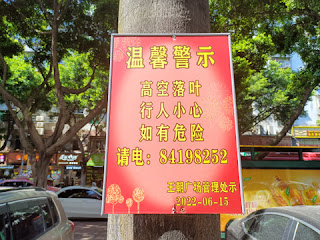 温馨警示
高空落叶
行人小心
如有危险
请电：84198252
王朝广场管理处示
2022-06-15